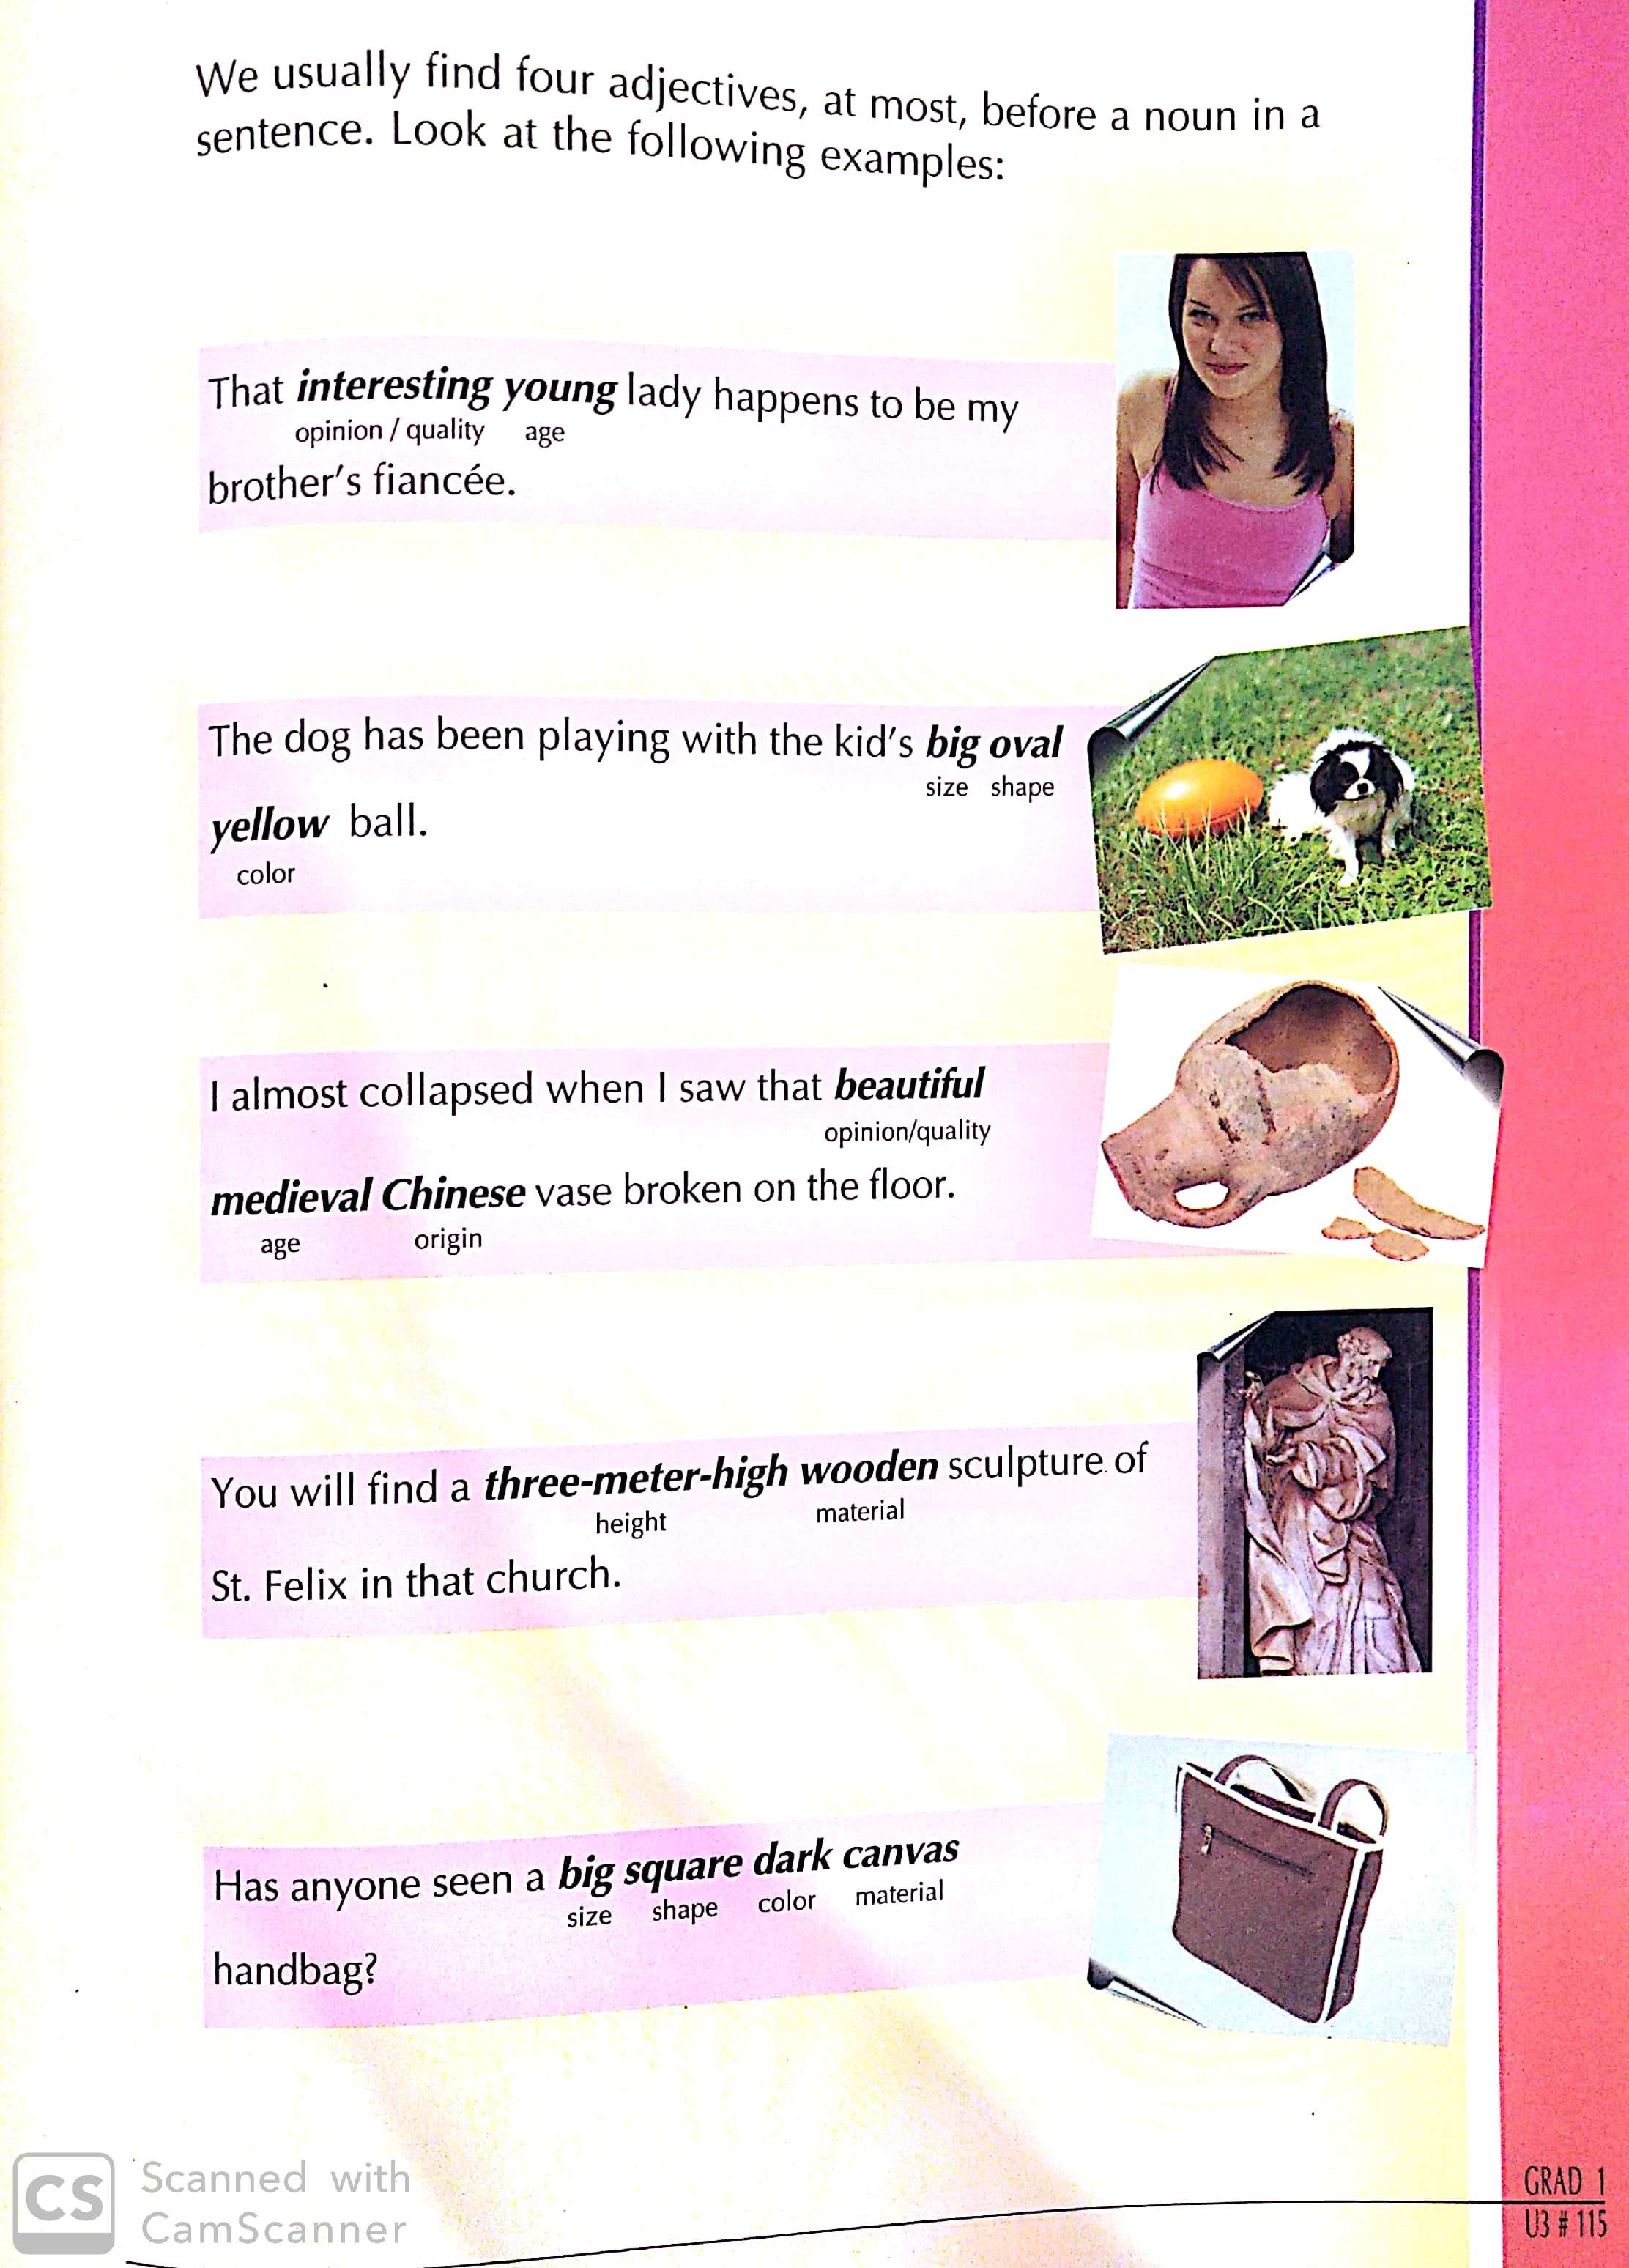 We usually find four adjectives, at most, before a noun in a
sentence. Look at the following examples:
That interesting young lady happens to be my
opinion / quality age
brother's fiancée.
The dog has been playing with the kid's big oval
size shape
yellow ball.
color
I almost collapsed when I saw that beautiful
opinion/quality
medieval Chinese vase broken on the floor.
age origin
You will find a three-meter-high wooden sculpture of
height material
St. Felix in that church.
Has anyone seen a big square dark canvas
size shape color material
handbag?
GRAD 1
U3 # 115
CS
Scanned with
CamScanner